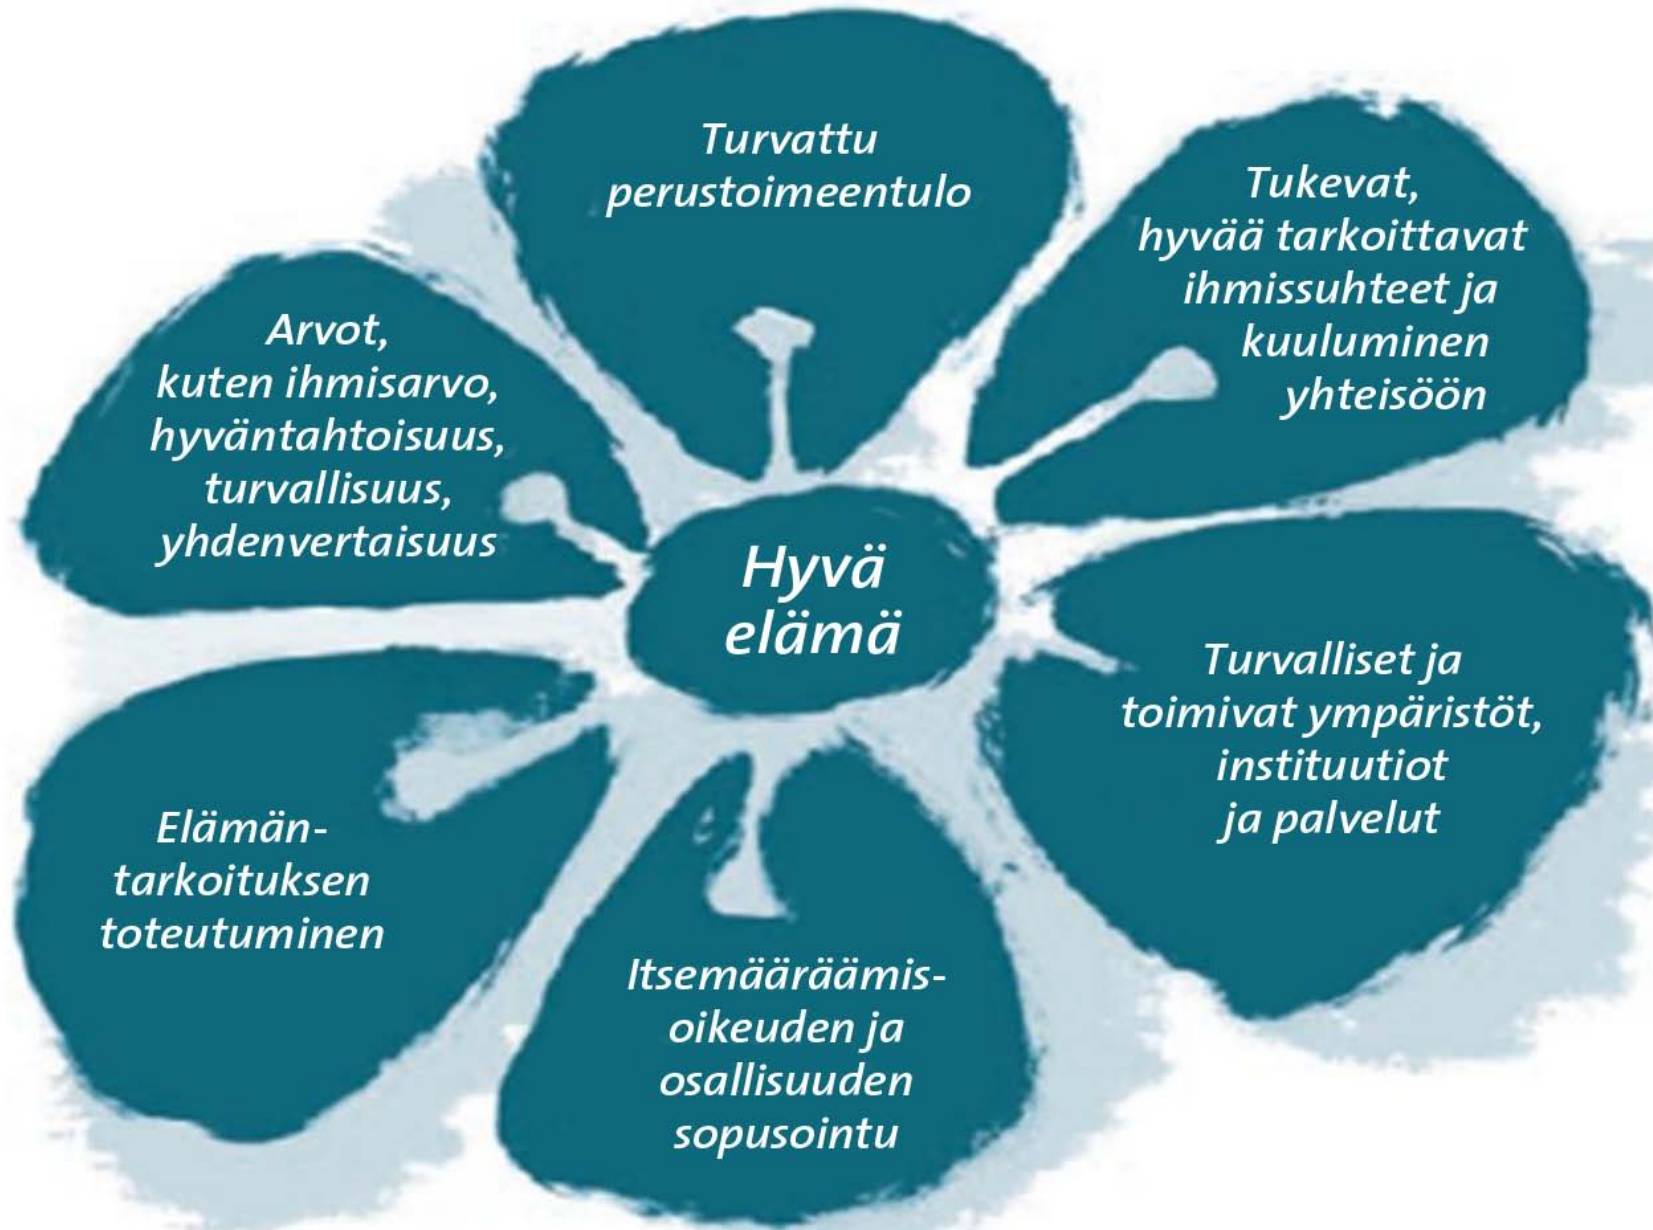 Turvattu
perustoimeentulo
Tukevat,
hyvää tarkoittavat
ihmissuhteet ja
kuuluminen
yhteisöön
Arvot,
kuten ihmisarvo,
hyväntahtoisuus,
turvallisuus,
yhdenvertaisuus
Hyvä
elämä
Turvalliset ja
toimivat ympäristöt,
instituutiot
ja palvelut
Elämän-
tarkoituksen
toteutuminen
Itsemääräämis-
oikeuden ja
osallisuuden
sopusointu